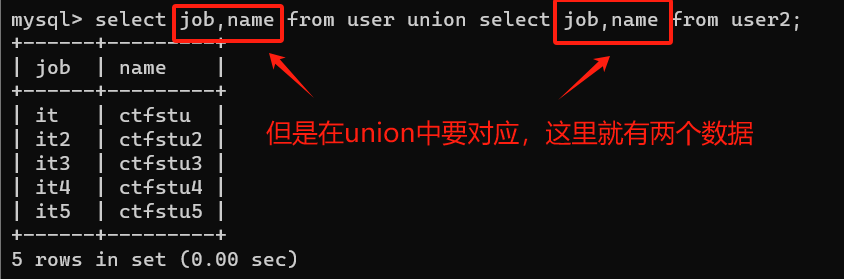 mysql> select job,name from user union select job,name from user2;
+------+---------+
| job  | name    |
+------+---------+
| it   | ctfstu  |
| it2  | ctfstu2 |
| it3  | ctfstu3 |
| it4  | ctfstu4 |
| it5  | ctfstu5 |
+------+---------+
5 rows in set (0.00 sec)
但是在union中要对应，这里就有两个数据